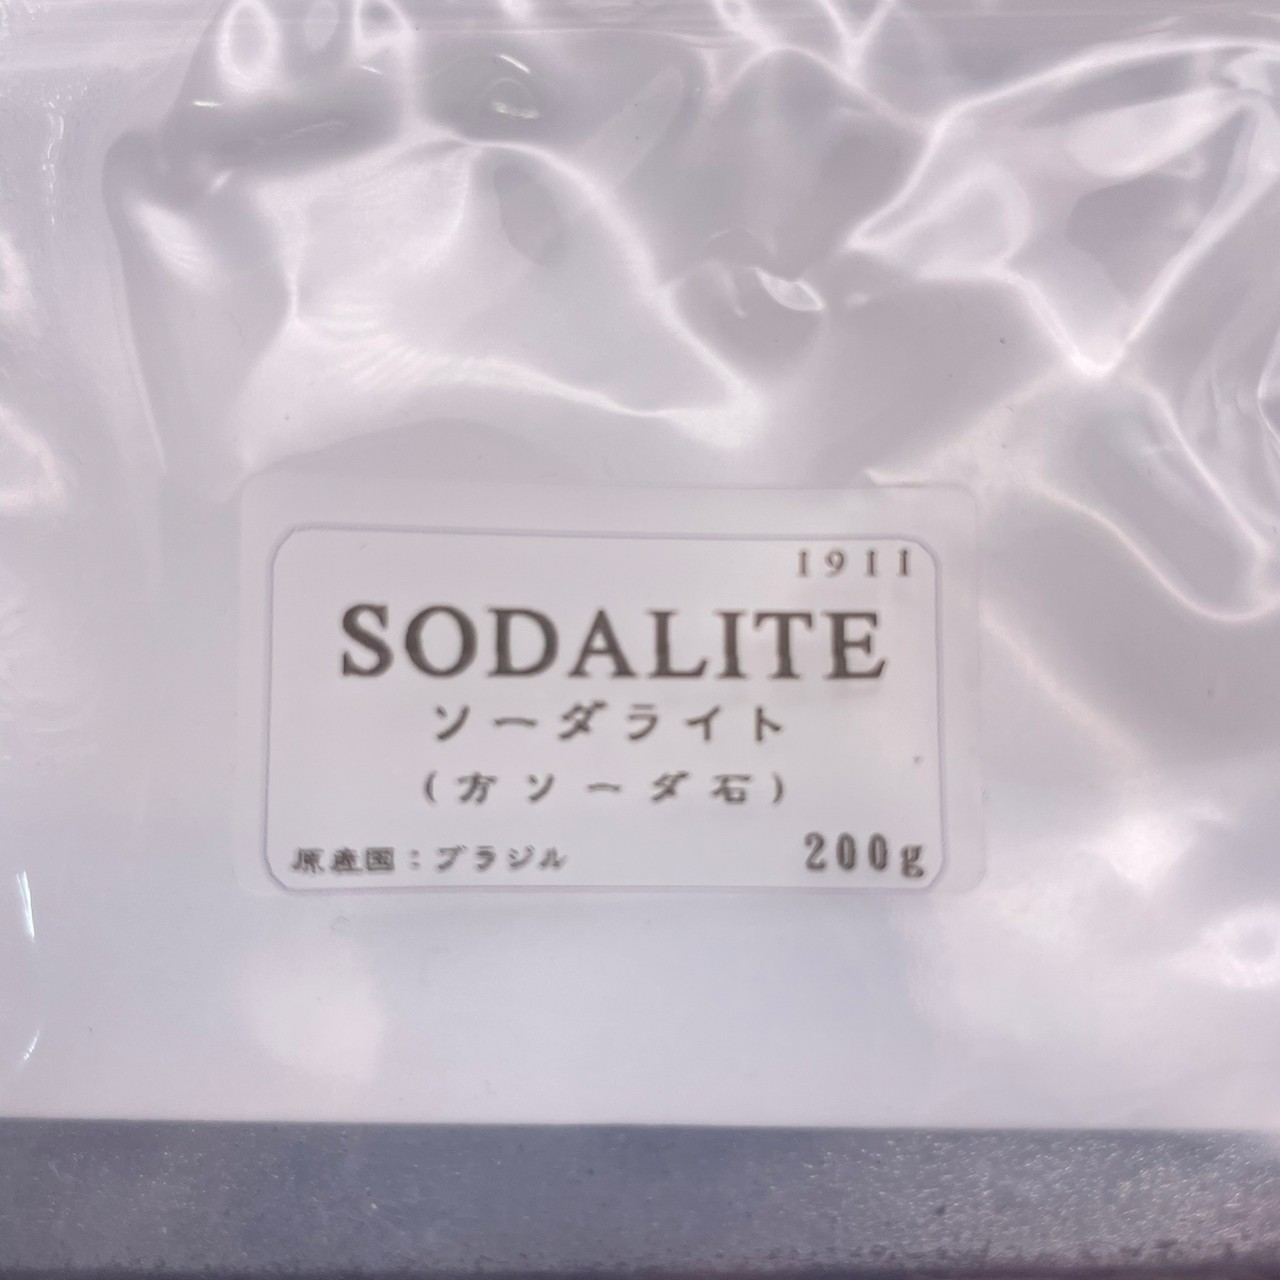 1911
SODALITE
ソーダライト
(方ソーダ石)
原産国：ブラジル
200g